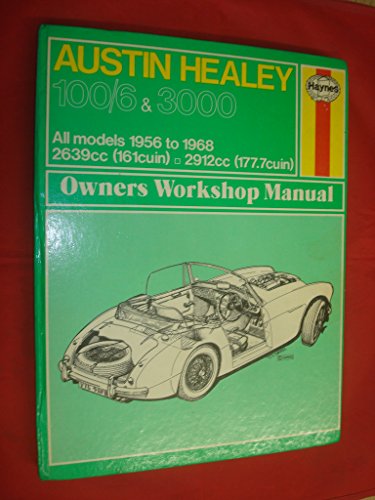 AUSTIN HEALEY
100/6 & 3000
Haynes
All models 1956 to 1968
2639cc (161cuin) □ 2912cc (177.7cuin)
Owners Workshop Manual